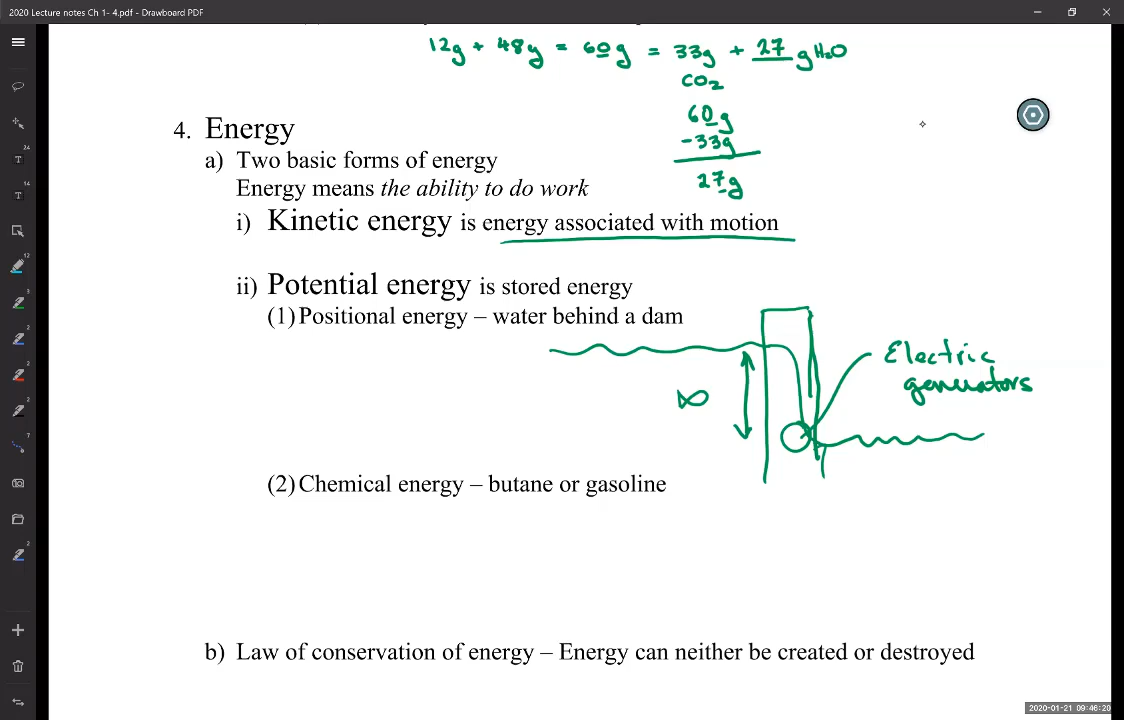 2020 Lecture notes Ch 1- 4.pdf - Drawboard PDF
12g + 48g = 60g = 33g + 27 g H2O
CO2
60g
-33g
27g
4. Energy
a) Two basic forms of energy
Energy means the ability to do work
i) Kinetic energy is energy associated with motion
ii) Potential energy is stored energy
(1) Positional energy – water behind a dam
Electric
generators
(2) Chemical energy – butane or gasoline
b) Law of conservation of energy – Energy can neither be created or destroyed
2020-01-21 09:46:20